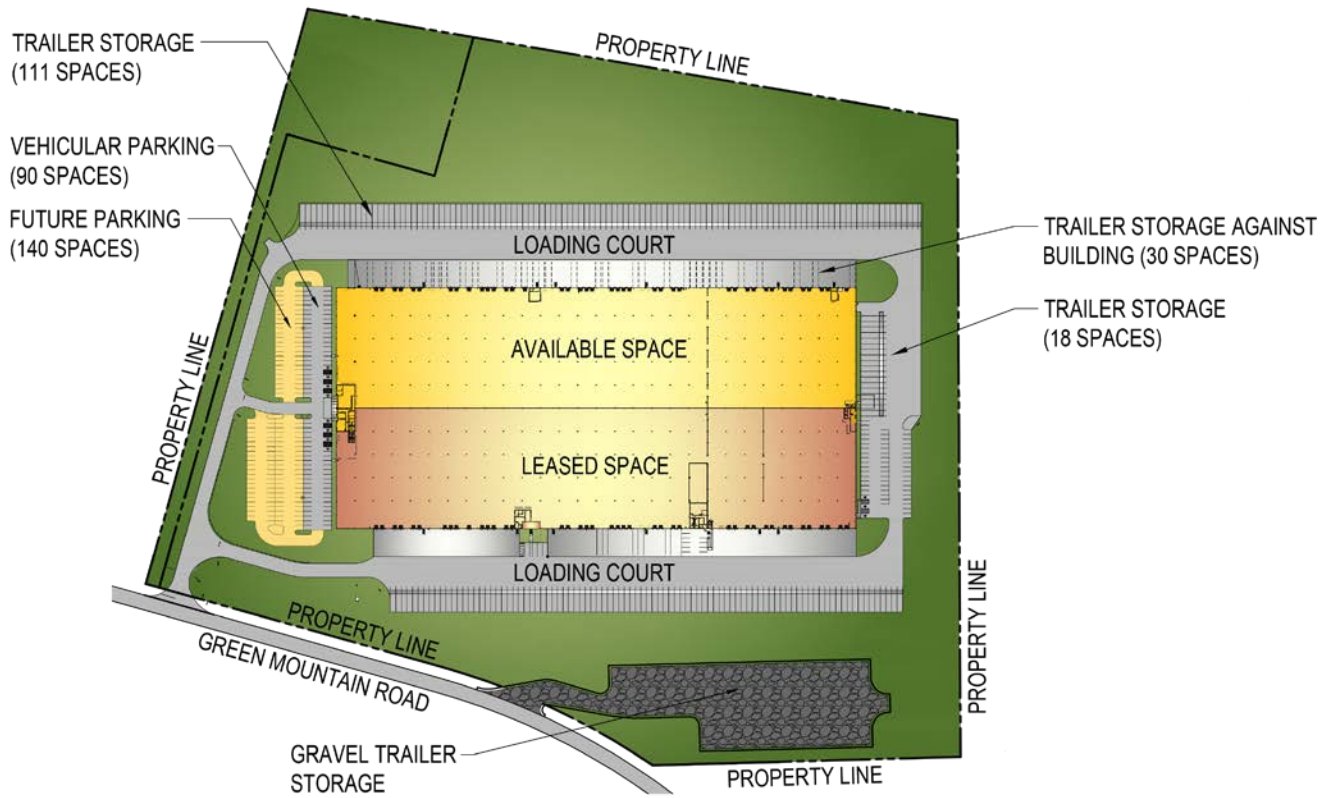 TRAILER STORAGE
(111 SPACES)
PROPERTY LINE
VEHICULAR PARKING
(90 SPACES)
FUTURE PARKING
(140 SPACES)
LOADING COURT
TRAILER STORAGE AGAINST
BUILDING (30 SPACES)
TRAILER STORAGE
(18 SPACES)
AVAILABLE SPACE
PROPERTY LINE
LEASED SPACE
LOADING COURT
PROPERTY LINE
PROPERTY LINE
GREEN MOUNTAIN ROAD
GRAVEL TRAILER
STORAGE
PROPERTY LINE